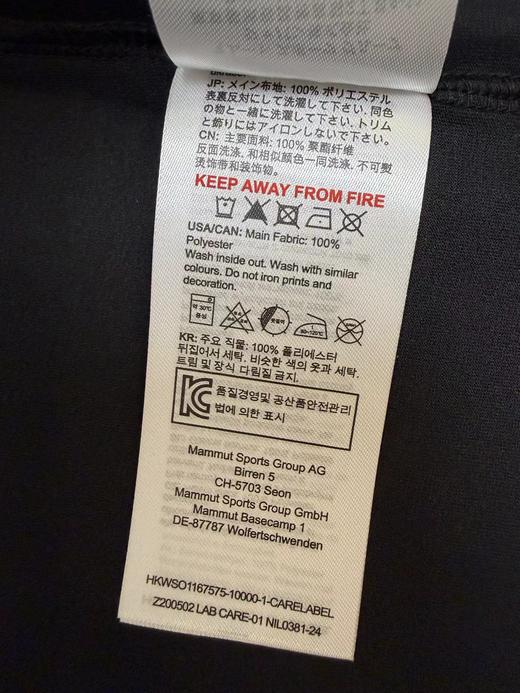 JP: メイン布地: 100% ポリエステル
表裏反対にして洗濯して下さい. 同色
の物と一緒に洗濯して下さい. トリム
と飾りにはアイロンしないで下さい.
CN: 主要面料: 100% 聚酯纤维
反面洗涤. 和相似颜色一同洗涤. 不可熨
烫饰带和装饰物.
KEEP AWAY FROM FIRE
USA/CAN: Main Fabric: 100%
Polyester
Wash inside out. Wash with similar
colours. Do not iron prints and
decoration.
약 30℃
중성
80~120℃
KR: 주요 직물: 100% 폴리에스터
뒤집어서 세탁. 비슷한 색의 옷과 세탁.
트림 및 장식 다림질 금지.
KC 품질경영및 공산품안전관리
법에 의한 표시
Mammut Sports Group AG
Birren 5
CH-5703 Seon
Mammut Sports Group GmbH
Mammut Basecamp 1
DE-87787 Wolfertschwenden
HKWSO1167575-10000-1-CARELABEL
Z200502 LAB CARE-01 NIL0381-24